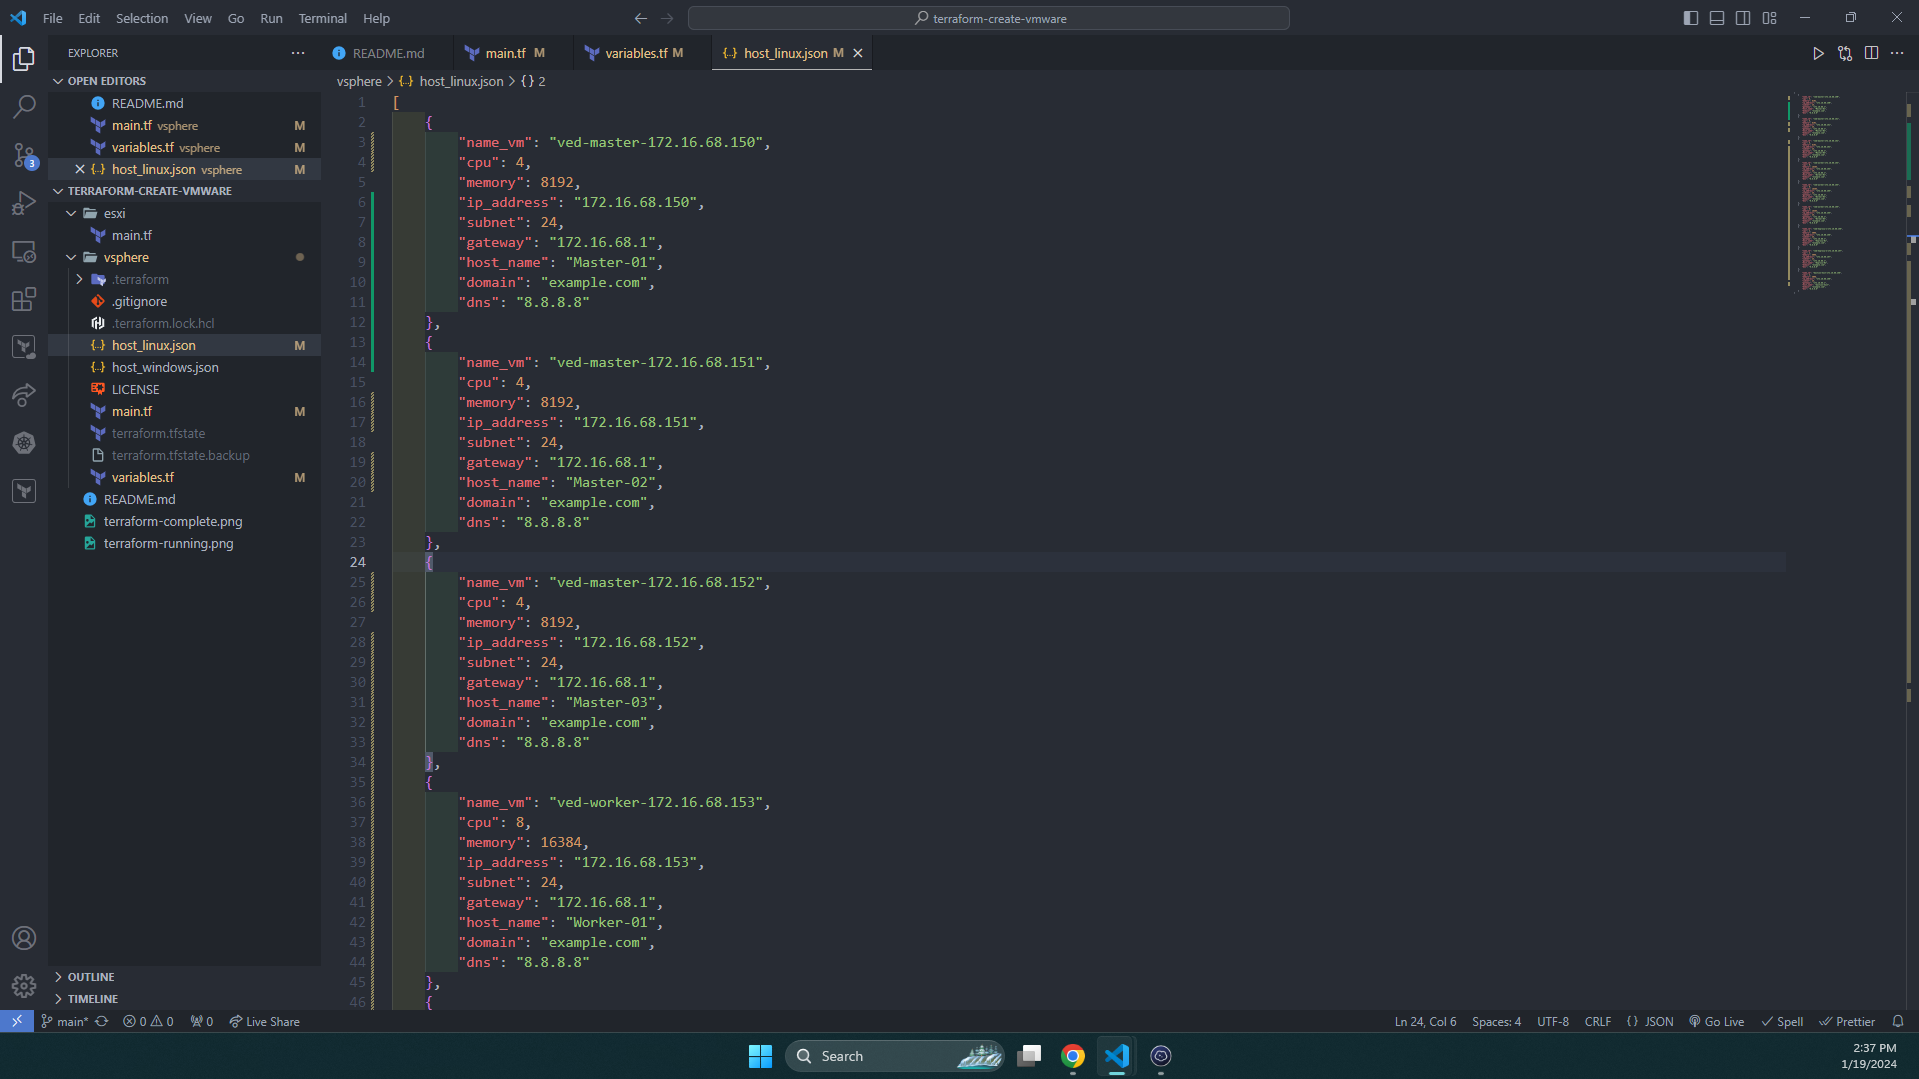 File Edit Selection View Go Run Terminal Help
terraform-create-vmware
EXPLORER
README.md
main.tf M
variables.tf M
host_linux.json M
OPEN EDITORS
README.md
main.tf vsphere M
variables.tf vsphere M
host_linux.json vsphere M
3
TERRAFORM-CREATE-VMWARE
esxi
main.tf
vsphere
.terraform
.gitignore
.terraform.lock.hcl
host_linux.json M
host_windows.json
LICENSE
main.tf M
terraform.tfstate
terraform.tfstate.backup
variables.tf M
README.md
terraform-complete.png
terraform-running.png
OUTLINE
TIMELINE
vsphere > host_linux.json > {} 2
1 [
2 {
3 "name_vm": "ved-master-172.16.68.150",
4 "cpu": 4,
5 "memory": 8192,
6 "ip_address": "172.16.68.150",
7 "subnet": 24,
8 "gateway": "172.16.68.1",
9 "host_name": "Master-01",
10 "domain": "example.com",
11 "dns": "8.8.8.8"
12 },
13 {
14 "name_vm": "ved-master-172.16.68.151",
15 "cpu": 4,
16 "memory": 8192,
17 "ip_address": "172.16.68.151",
18 "subnet": 24,
19 "gateway": "172.16.68.1",
20 "host_name": "Master-02",
21 "domain": "example.com",
22 "dns": "8.8.8.8"
23 },
24 {
25 "name_vm": "ved-master-172.16.68.152",
26 "cpu": 4,
27 "memory": 8192,
28 "ip_address": "172.16.68.152",
29 "subnet": 24,
30 "gateway": "172.16.68.1",
31 "host_name": "Master-03",
32 "domain": "example.com",
33 "dns": "8.8.8.8"
34 },
35 {
36 "name_vm": "ved-worker-172.16.68.153",
37 "cpu": 8,
38 "memory": 16384,
39 "ip_address": "172.16.68.153",
40 "subnet": 24,
41 "gateway": "172.16.68.1",
42 "host_name": "Worker-01",
43 "domain": "example.com",
44 "dns": "8.8.8.8"
45 },
46 {
main* 0 0 0 Live Share
Ln 24, Col 6 Spaces: 4 UTF-8 CRLF {} JSON Go Live Spell Prettier
Search
2:37 PM
1/19/2024